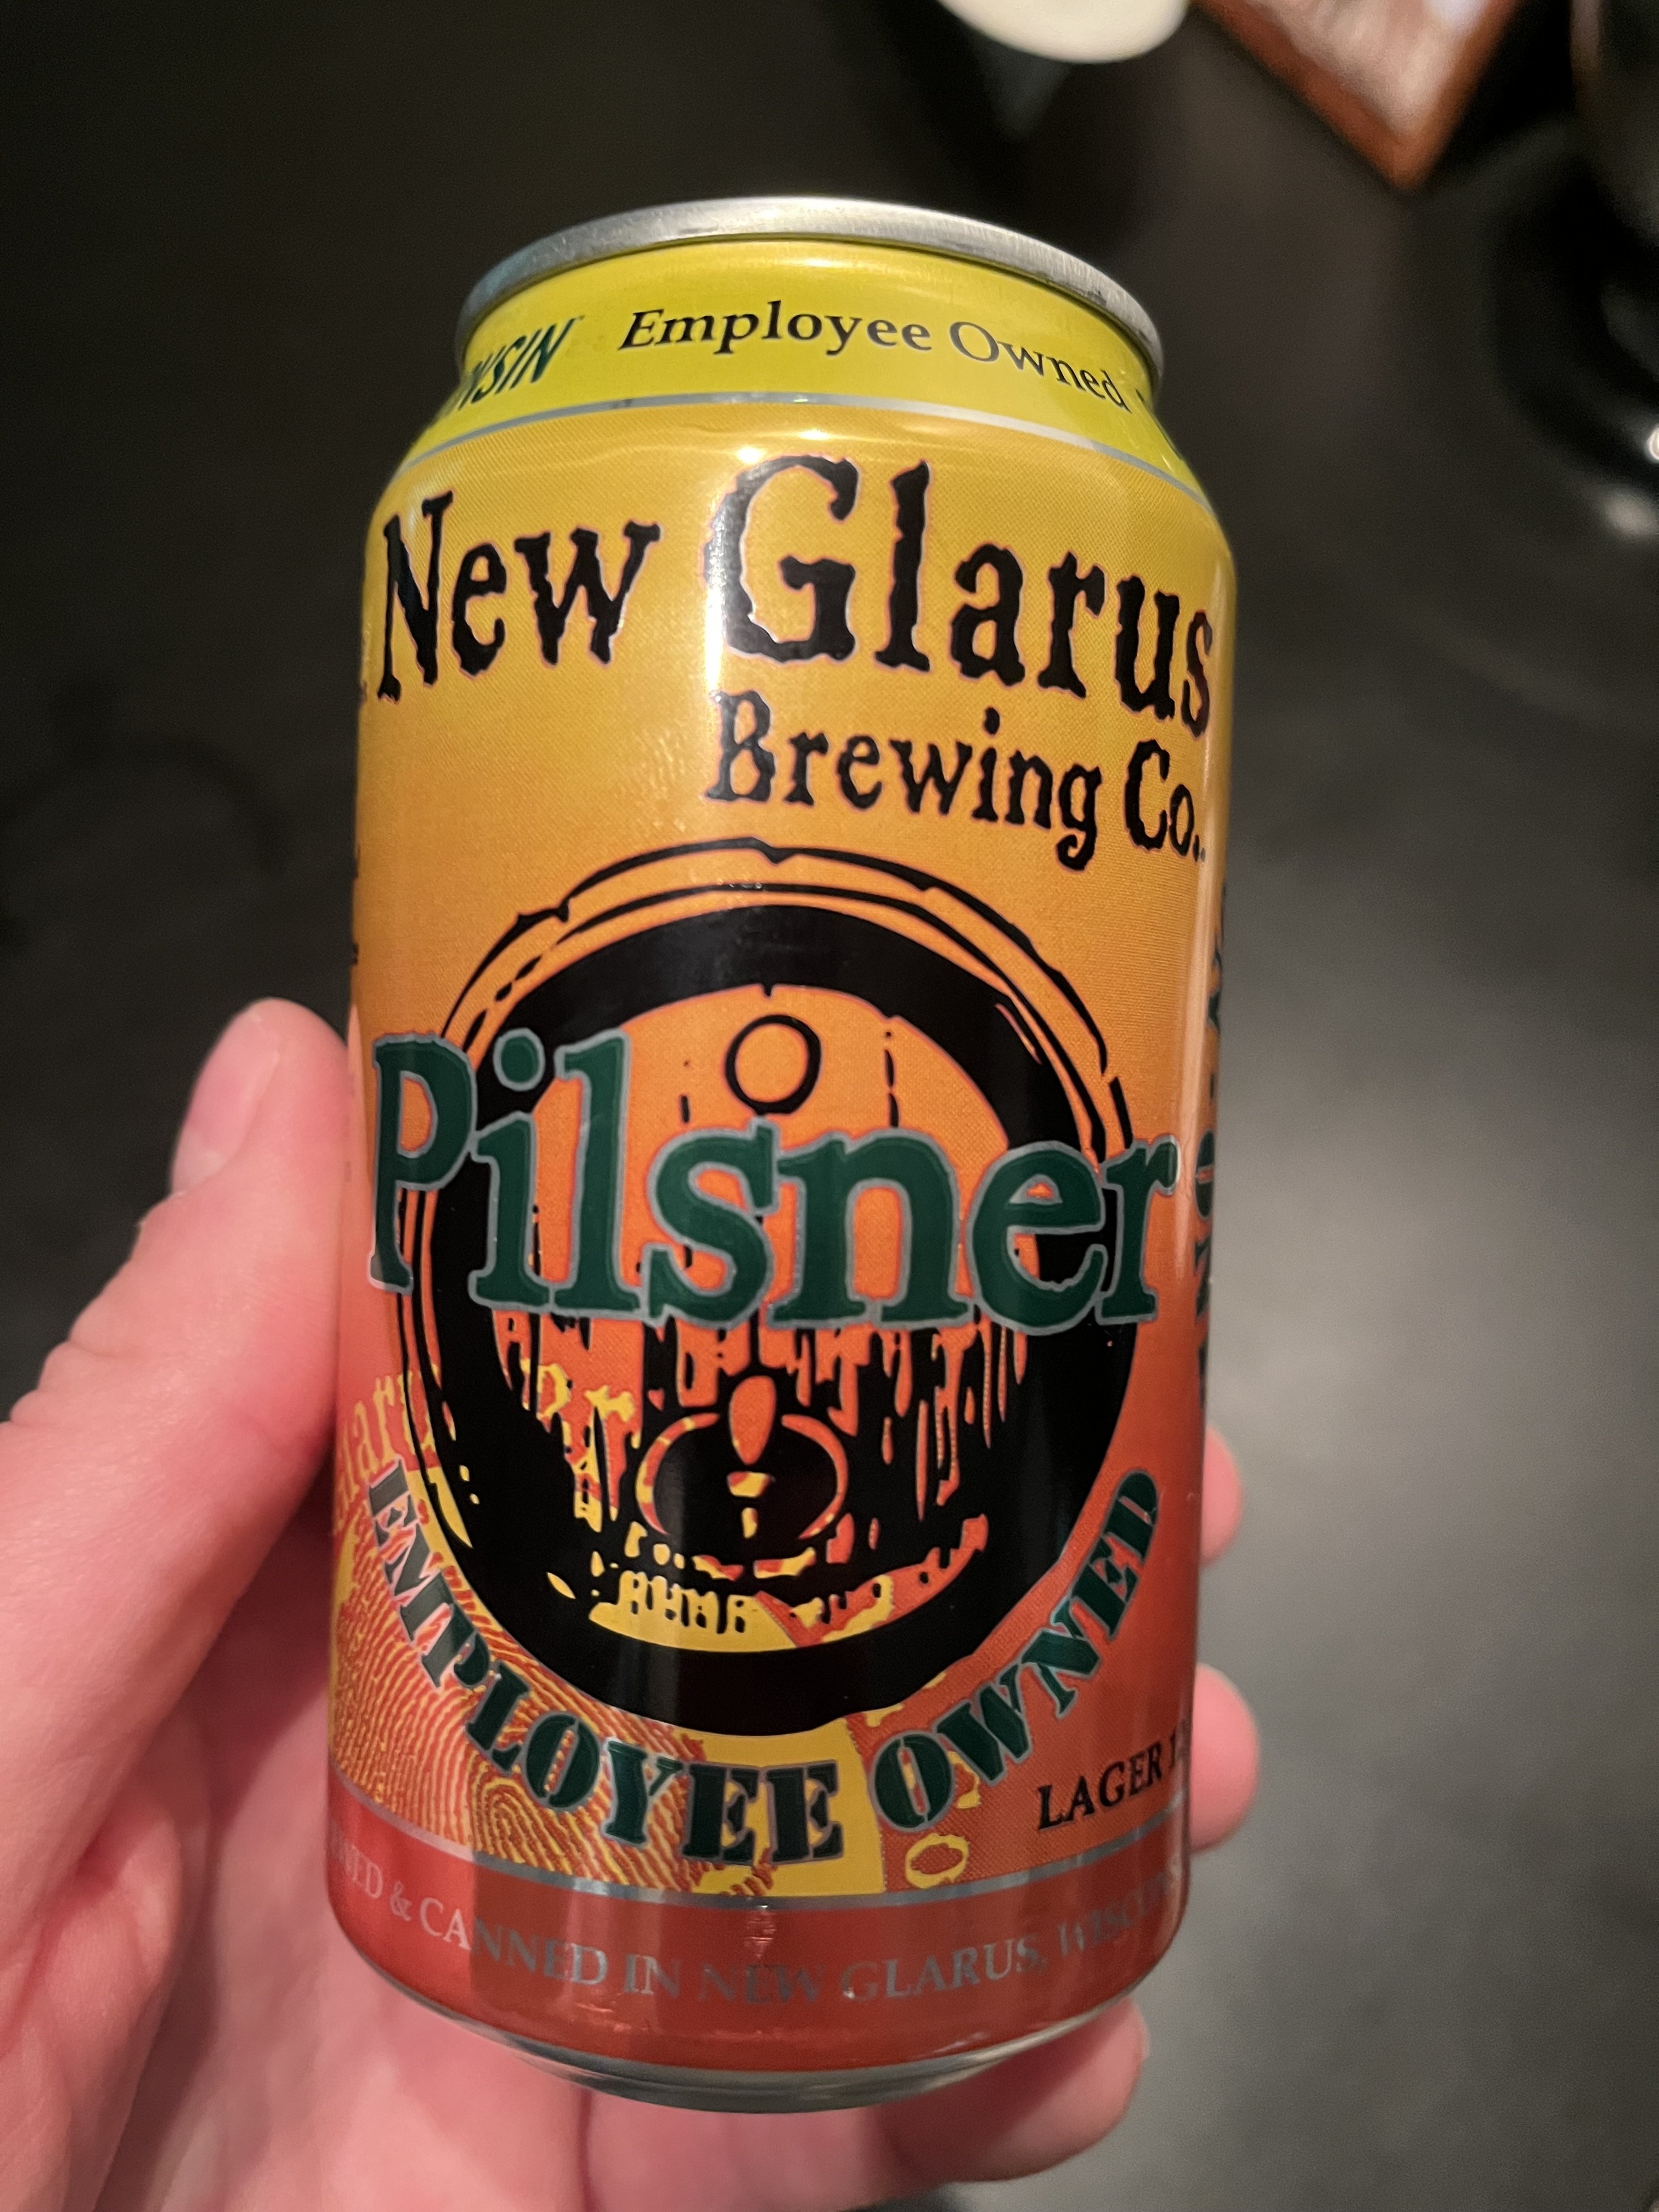 Employee Owned
New Glarus
Brewing Co.
Pilsner
EMPLOYEE OWNED
LAGER
& CANNED IN NEW GLARUS,